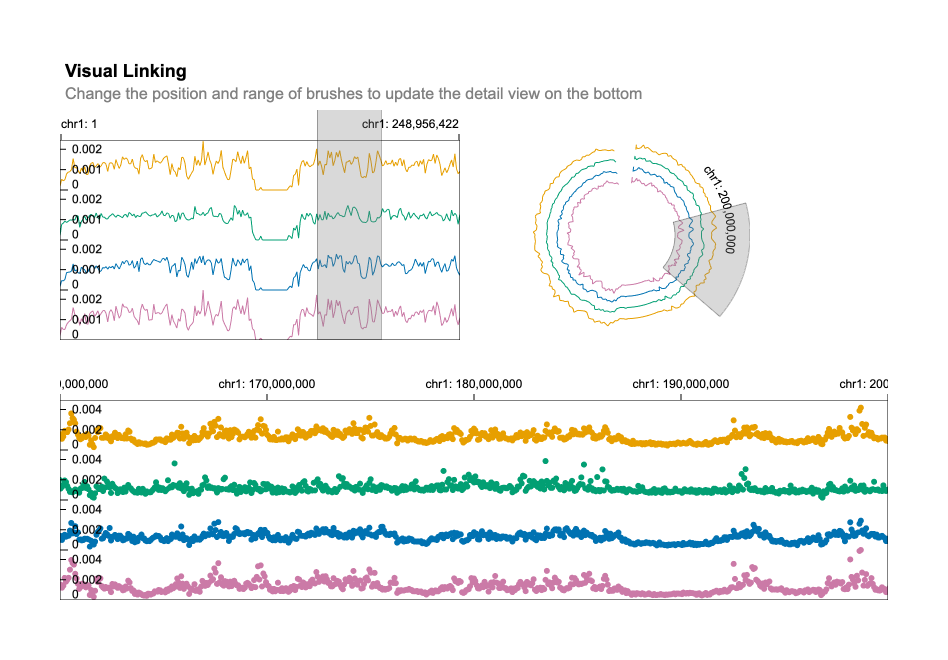 Visual Linking
Change the position and range of brushes to update the detail view on the bottom
chr1: 1
chr1: 248,956,422
0.002
0.001
0
0.002
0.001
0
0.002
0.001
0
0.002
0.001
0
chr1: 200,000,000
0,000,000
chr1: 170,000,000
chr1: 180,000,000
chr1: 190,000,000
chr1: 200
0.004
0.002
0
0.004
0.002
0
0.004
0.002
0
0.004
0.002
0